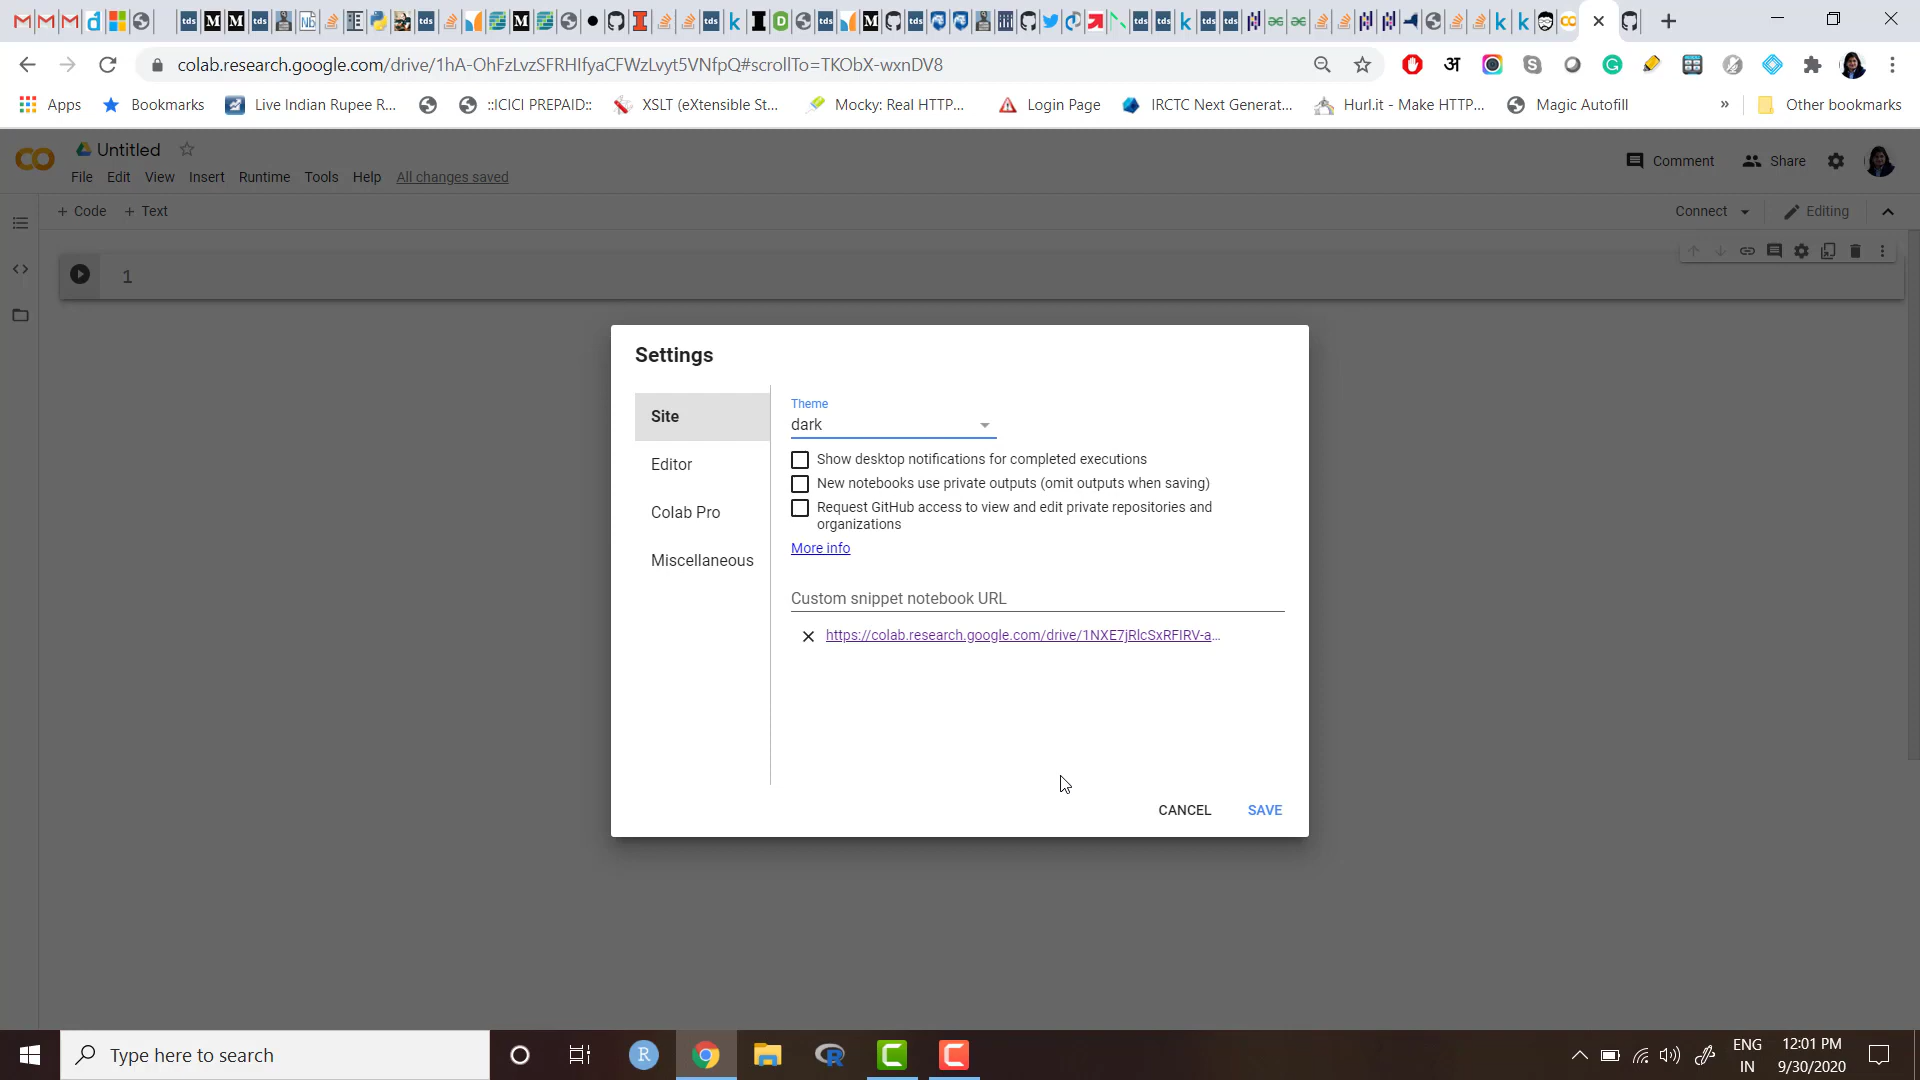 colab.research.google.com/drive/1hA-OhFzLvzSFRHIfyaCFWzLvyt5VNfpQ#scrollTo=TKObX-wxnDV8
Apps Bookmarks Live Indian Rupee R... ::ICICI PREPAID:: XSLT (eXtensible St... Mocky: Real HTTP... Login Page IRCTC Next Generat... Hurl.it - Make HTTP... Magic Autofill » Other bookmarks
Untitled
Comment Share
File Edit View Insert Runtime Tools Help All changes saved
+ Code + Text Connect Editing
1
Settings
Site
Editor
Colab Pro
Miscellaneous
Theme
dark
Show desktop notifications for completed executions
New notebooks use private outputs (omit outputs when saving)
Request GitHub access to view and edit private repositories and
organizations
More info
Custom snippet notebook URL
https://colab.research.google.com/drive/1NXE7jRlcSxRFIRV-a...
CANCEL SAVE
Type here to search
ENG
IN
12:01 PM
9/30/2020